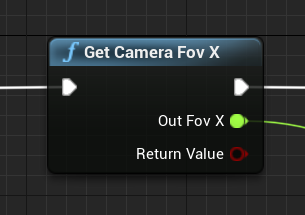 f Get Camera Fov X
Out Fov X
Return Value